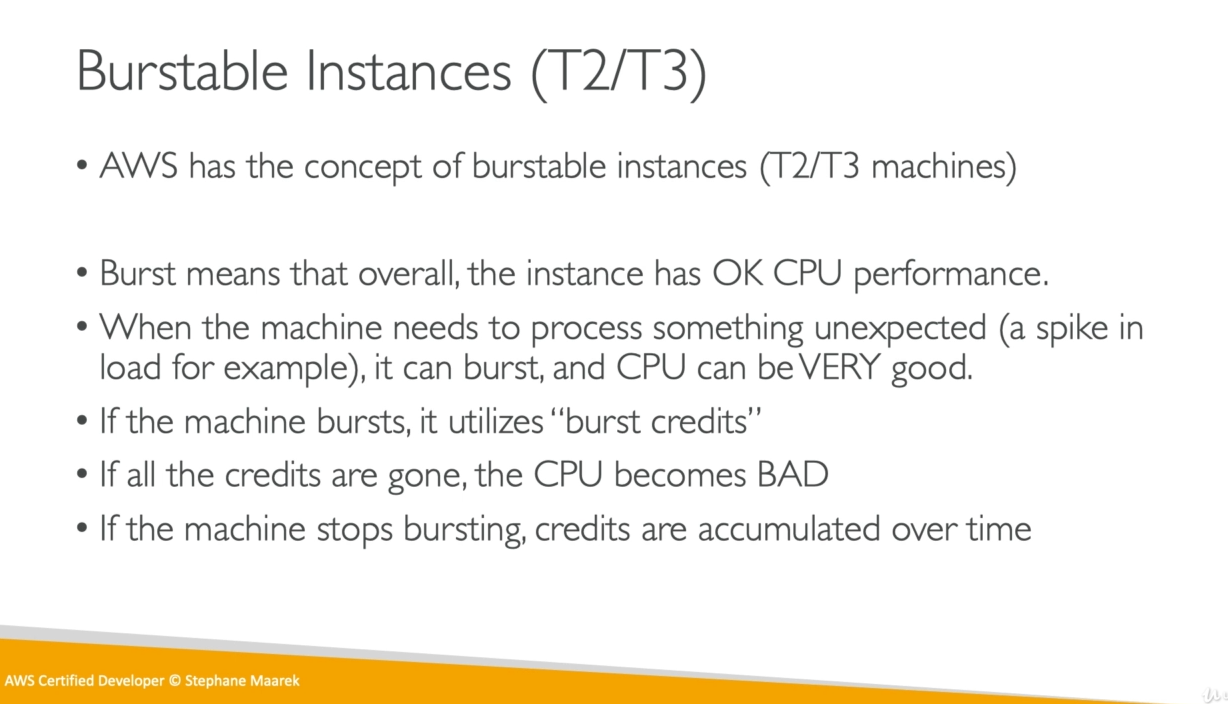 Burstable Instances (T2/T3)
• AWS has the concept of burstable instances (T2/T3 machines)
• Burst means that overall, the instance has OK CPU performance.
• When the machine needs to process something unexpected (a spike in
load for example), it can burst, and CPU can be VERY good.
• If the machine bursts, it utilizes “burst credits”
• If all the credits are gone, the CPU becomes BAD
• If the machine stops bursting, credits are accumulated over time
AWS Certified Developer © Stephane Maarek